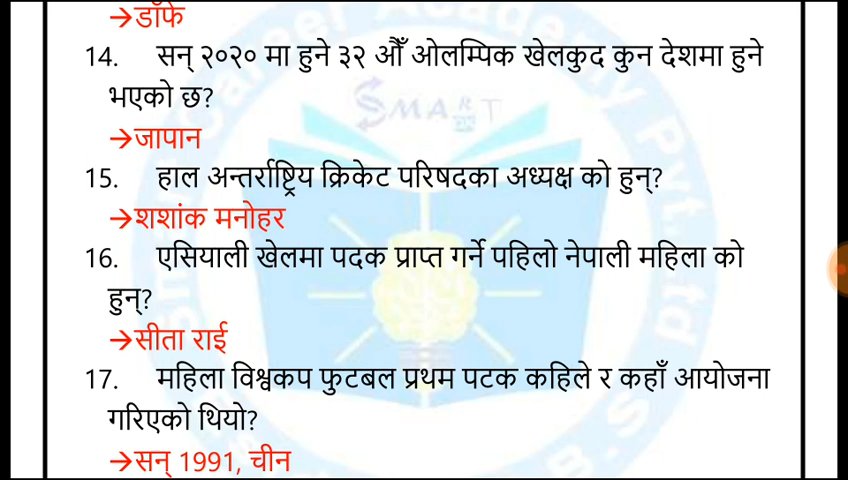 →डाँफे
14. सन् २०२० मा हुने ३२ औँ ओलम्पिक खेलकुद कुन देशमा हुने
भएको छ?
→जापान
15. हाल अन्तर्राष्ट्रिय क्रिकेट परिषदका अध्यक्ष को हुन्?
→शशांक मनोहर
16. एसियाली खेलमा पदक प्राप्त गर्ने पहिलो नेपाली महिला को
हुन्?
→सीता राई
17. महिला विश्वकप फुटबल प्रथम पटक कहिले र कहाँ आयोजना
गरिएको थियो?
→सन् 1991, चीन